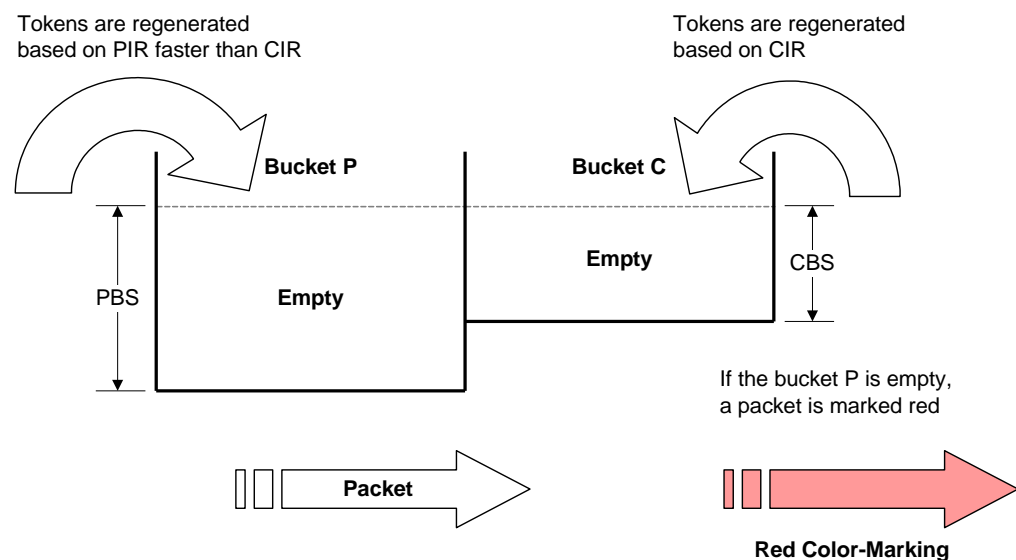 Tokens are regenerated
based on PIR faster than CIR
Tokens are regenerated
based on CIR
Bucket P
Bucket C
Empty
CBS
PBS
Empty
If the bucket P is empty,
a packet is marked red
Packet
Red Color-Marking